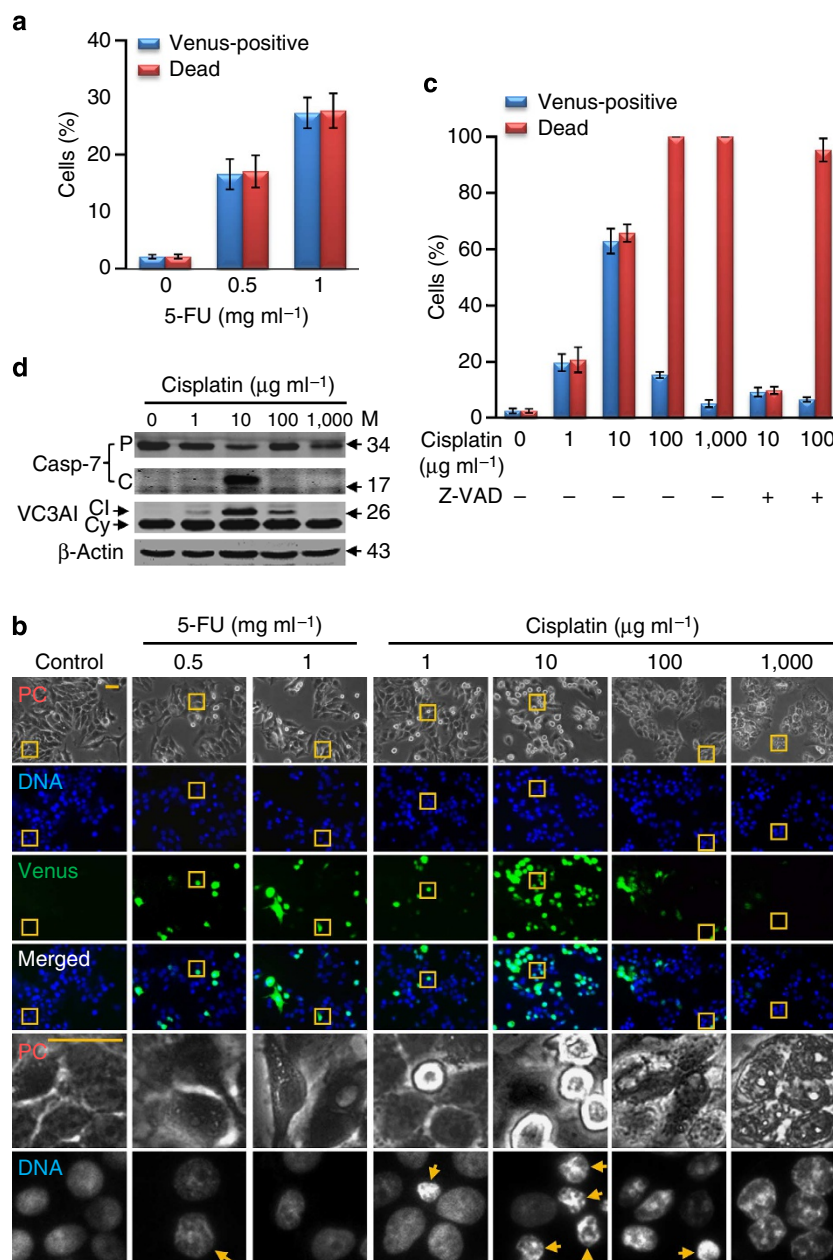 a
40
30
20
10
0
Cells (%)
Venus-positive
Dead
0 0.5 1
5-FU (mg ml⁻¹)
c
Venus-positive
Dead
100
80
60
40
20
0
Cells (%)
Cisplatin 0 1 10 100 1,000 10 100
(μg ml⁻¹)
Z-VAD – – – – – + +
d
Cisplatin (μg ml⁻¹)
0 1 10 100 1,000 M
Casp-7 P 34
C 17
VC3AI Cl 26
Cy
β-Actin 43
b
5-FU (mg ml⁻¹) Cisplatin (μg ml⁻¹)
Control 0.5 1 1 10 100 1,000
PC
DNA
Venus
Merged
PC
DNA